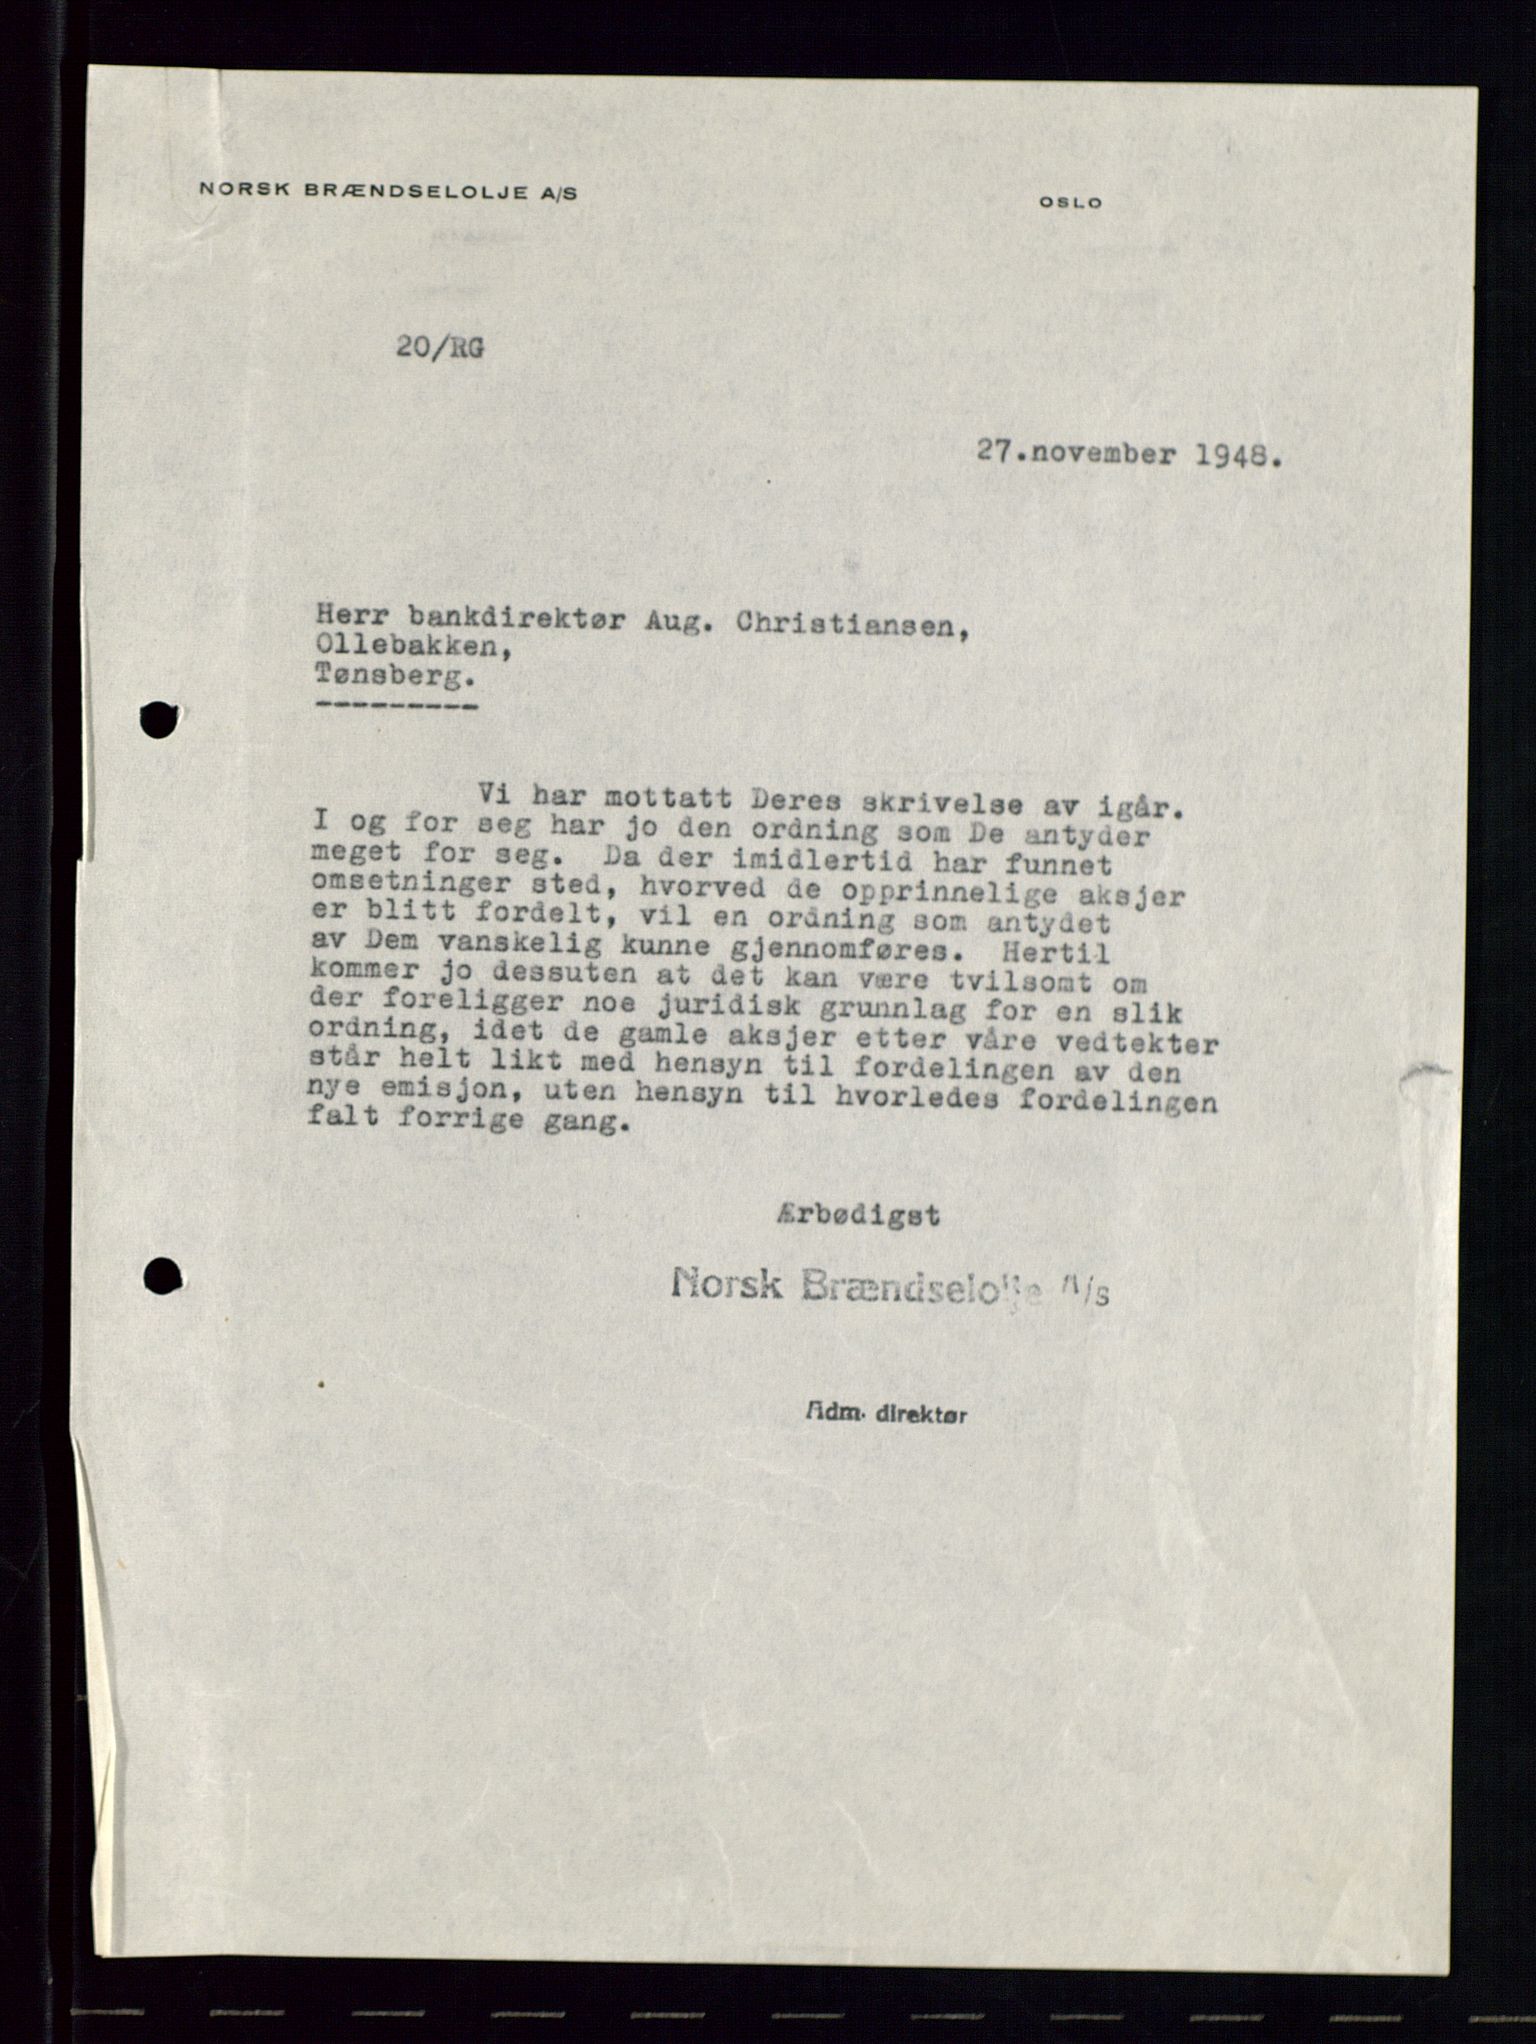 NORSK BRÆNDSELOLJE A/S OSLO
20/RG
27.november 1948.
Herr bankdirektør Aug. Christiansen,
Ollebakken,
Tønsberg.
---------
Vi har mottatt Deres skrivelse av igår.
I og for seg har jo den ordning som De antyder
meget for seg. Da der imidlertid har funnet
omsetninger sted, hvorved de opprinnelige aksjer
er blitt fordelt, vil en ordning som antydet
av Dem vanskelig kunne gjennomføres. Hertil
kommer jo dessuten at det kan være tvilsomt om
der foreligger noe juridisk grunnlag for en slik
ordning, idet de gamle aksjer etter våre vedtekter
står helt likt med hensyn til fordelingen av den
nye emisjon, uten hensyn til hvorledes fordelingen
falt forrige gang.
Ærbødigst
Norsk Brændselolje A/s
Adm. direktør